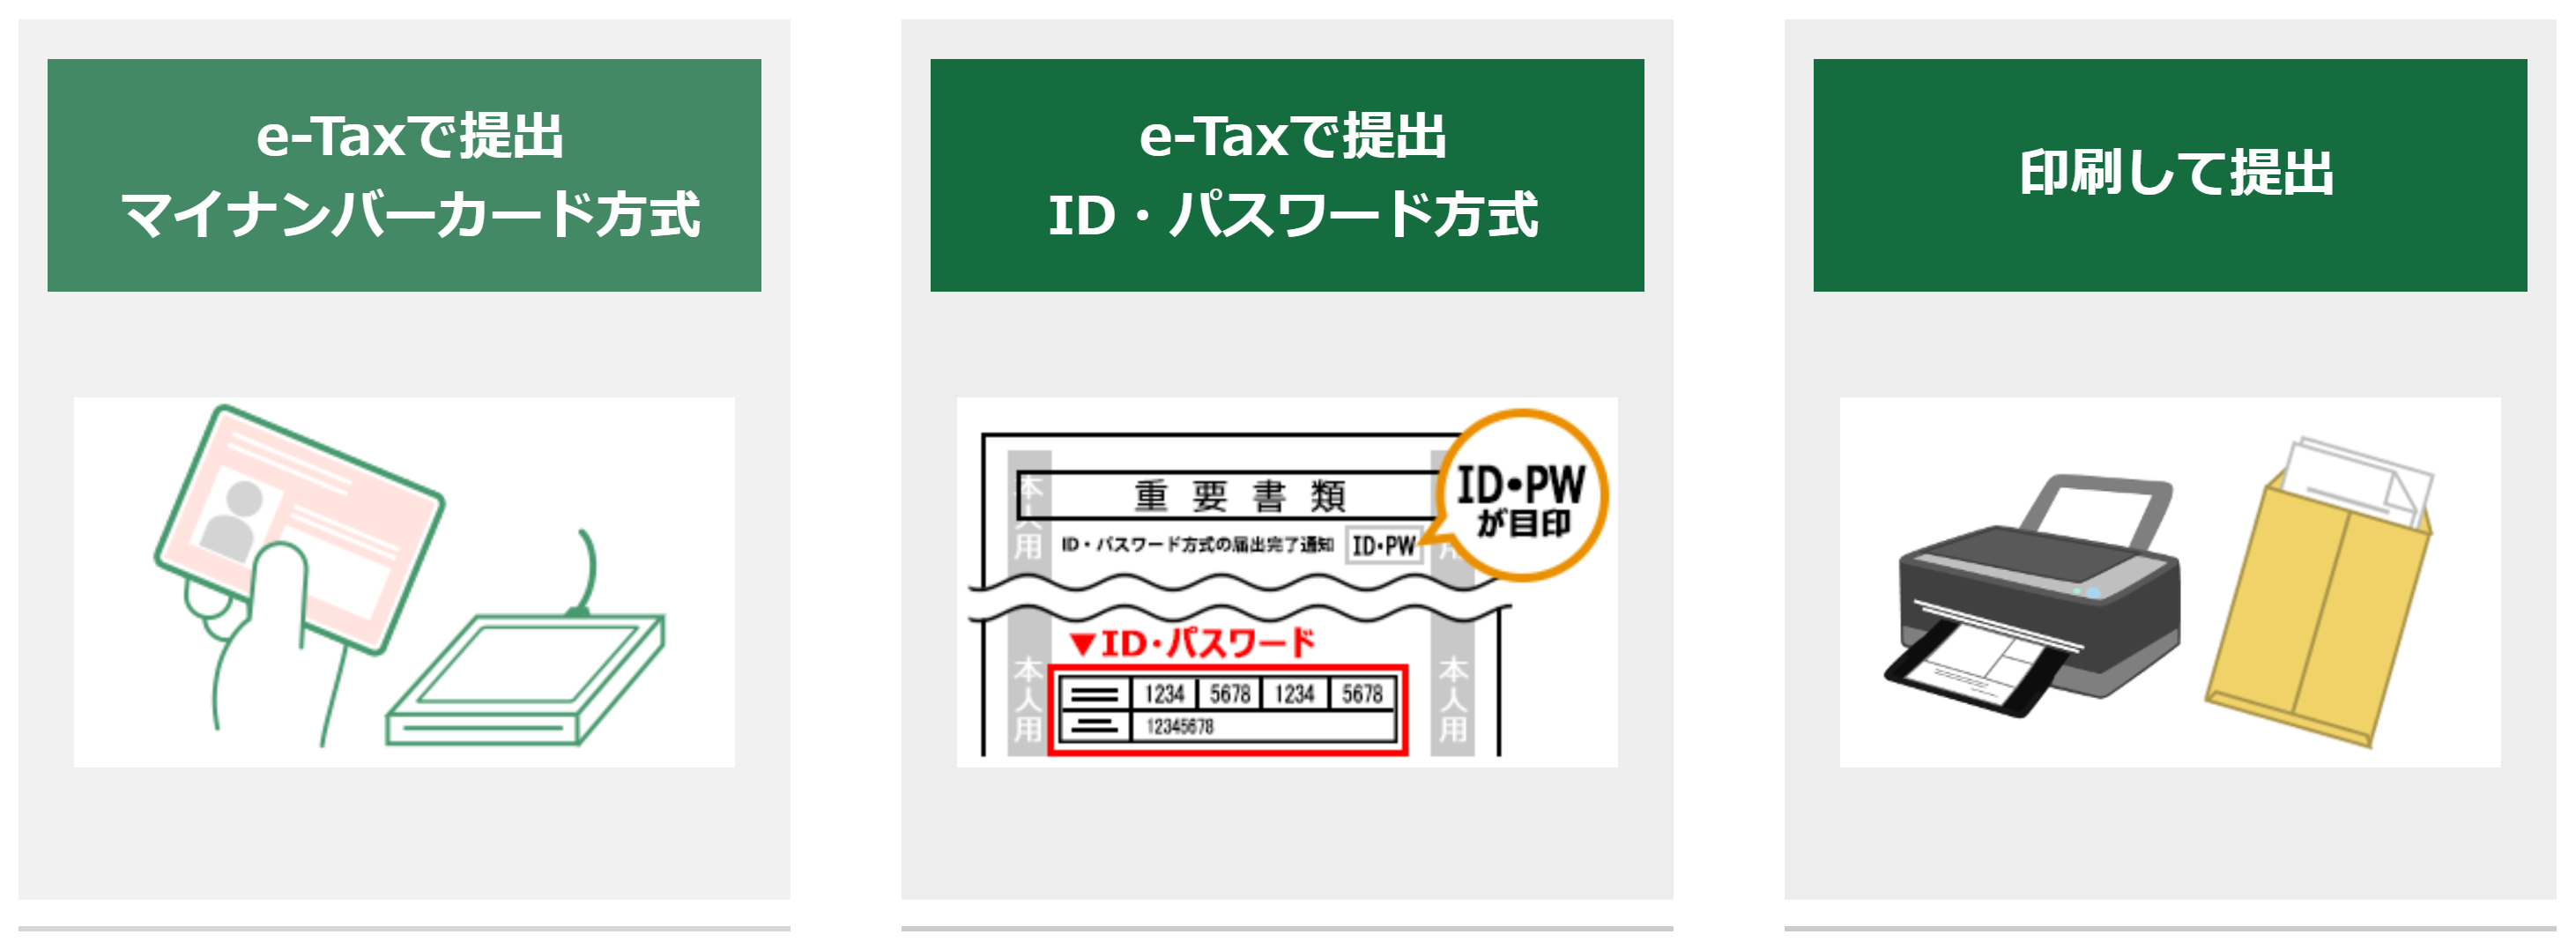 e-Taxで提出
マイナンバーカード方式
e-Taxで提出
ID・パスワード方式
重要書類
ID・パスワード方式の届出完了通知 ID・PW
ID・PW
が目印
本人用
用
▼ID・パスワード
本人用
1234 5678 1234 5678
12345678
本人用
印刷して提出